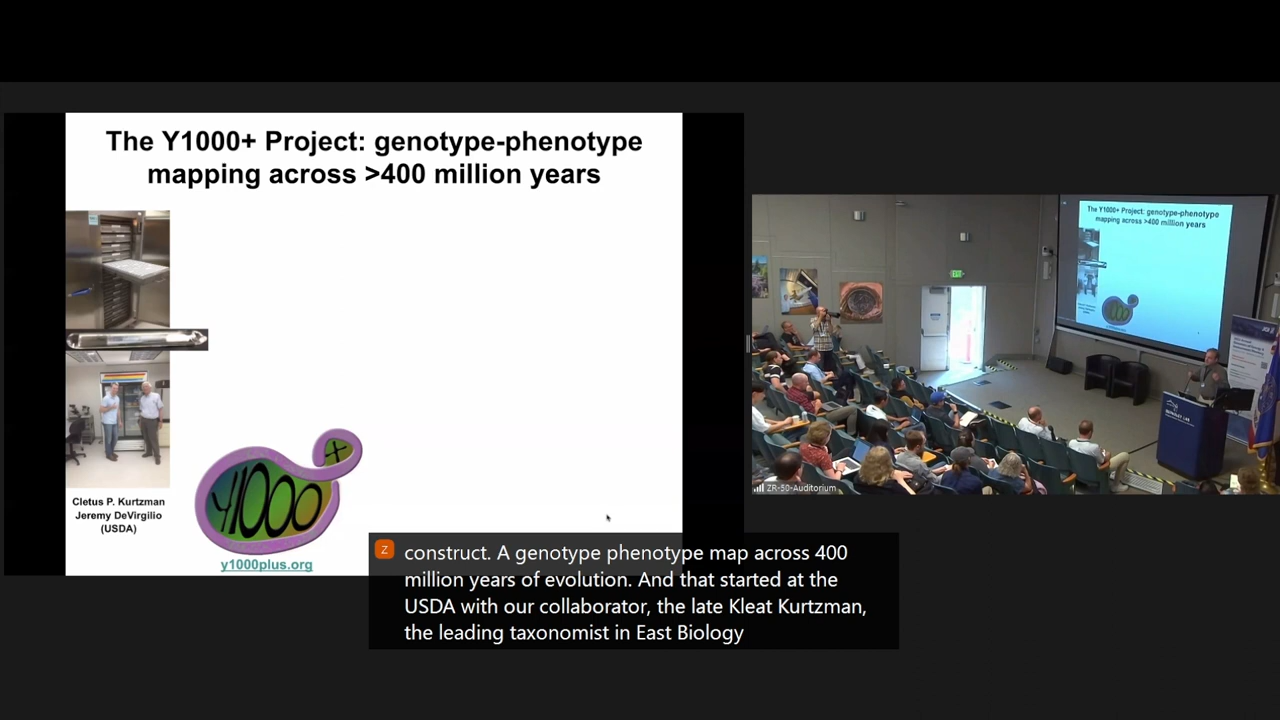 The Y1000+ Project: genotype-phenotype
mapping across >400 million years
Cletus P. Kurtzman
Jeremy DeVirgilio
(USDA)
Y1000
+
y1000plus.org
The Y1000+ Project: genotype-phenotype
mapping across >400 million years
BERKELEY LAB
ZR-50-Auditorium
Z
construct. A genotype phenotype map across 400
million years of evolution. And that started at the
USDA with our collaborator, the late Kleat Kurtzman,
the leading taxonomist in East Biology